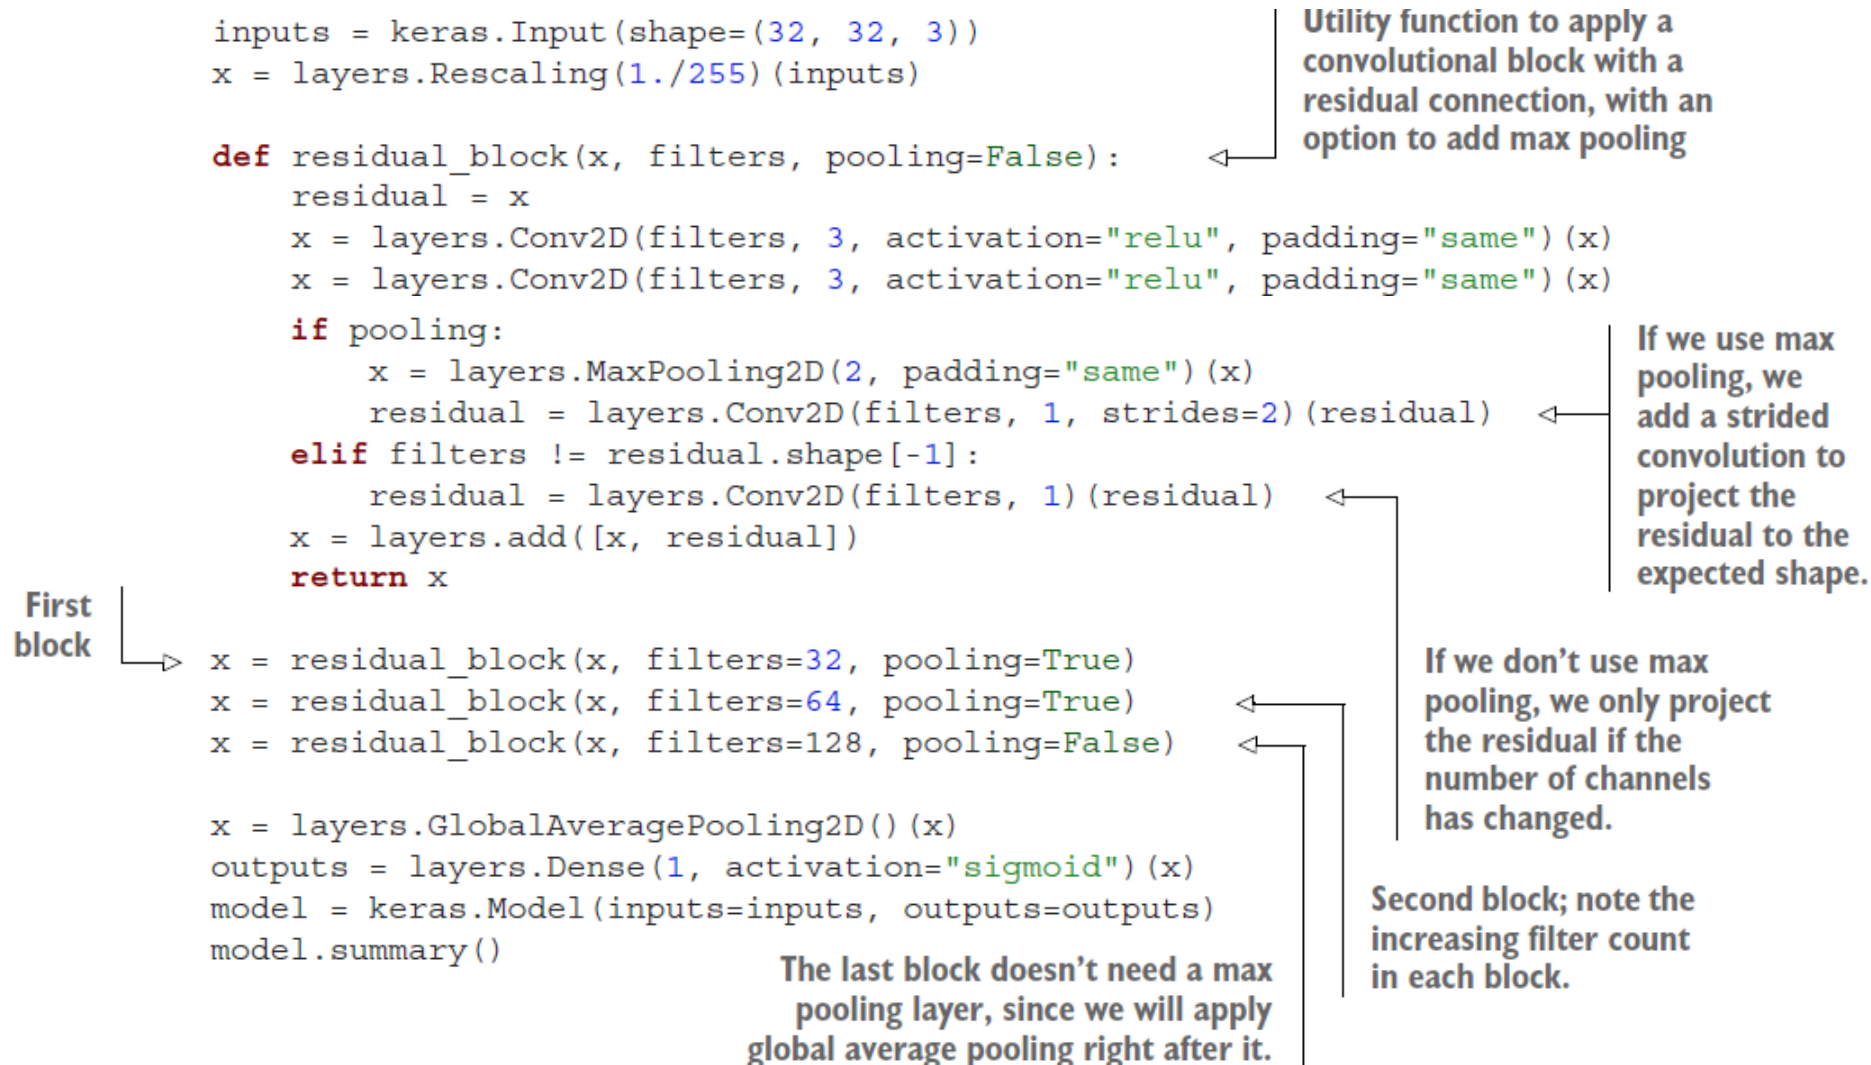 inputs = keras.Input(shape=(32, 32, 3))
x = layers.Rescaling(1./255)(inputs)
Utility function to apply a
convolutional block with a
residual connection, with an
option to add max pooling
def residual_block(x, filters, pooling=False):
    residual = x
    x = layers.Conv2D(filters, 3, activation="relu", padding="same")(x)
    x = layers.Conv2D(filters, 3, activation="relu", padding="same")(x)
    if pooling:
        x = layers.MaxPooling2D(2, padding="same")(x)
        residual = layers.Conv2D(filters, 1, strides=2)(residual)
    elif filters != residual.shape[-1]:
        residual = layers.Conv2D(filters, 1)(residual)
    x = layers.add([x, residual])
    return x
If we use max
pooling, we
add a strided
convolution to
project the
residual to the
expected shape.
First
block
x = residual_block(x, filters=32, pooling=True)
x = residual_block(x, filters=64, pooling=True)
x = residual_block(x, filters=128, pooling=False)
If we don't use max
pooling, we only project
the residual if the
number of channels
has changed.
x = layers.GlobalAveragePooling2D()(x)
outputs = layers.Dense(1, activation="sigmoid")(x)
model = keras.Model(inputs=inputs, outputs=outputs)
model.summary()
Second block; note the
increasing filter count
in each block.
The last block doesn't need a max
pooling layer, since we will apply
global average pooling right after it.